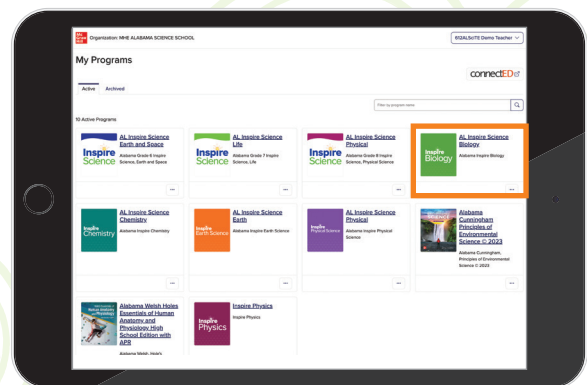 Mc Graw Hill
Organization: MHE ALABAMA SCIENCE SCHOOL
612ALSciTE Demo Teacher
My Programs
connectED
Active Archived
Filter by program name
10 Active Programs
Inspire Science
AL Inspire Science Earth and Space
Alabama Grade 6 Inspire Science, Earth and Space
Inspire Science
AL Inspire Science Life
Alabama Grade 7 Inspire Science, Life
Inspire Science
AL Inspire Science Physical
Alabama Grade 8 Inspire Science, Physical Science
Inspire Biology
AL Inspire Science Biology
Alabama Inspire Biology
Inspire Chemistry
AL Inspire Science Chemistry
Alabama Inspire Chemistry
Inspire Earth Science
AL Inspire Science Earth
Alabama Inspire Earth Science
Inspire Physical Science
AL Inspire Science Physical
Alabama Inspire Physical Science
SCIENCE
Alabama Cunningham Principles of Environmental Science © 2023
Alabama Cunningham, Principles of Environmental Science © 2023
Alabama Welsh Holes Essentials of Human Anatomy and Physiology High School Edition with APR
Alabama Welsh, Hole's
Inspire Physics
Inspire Physics
Inspire Physics